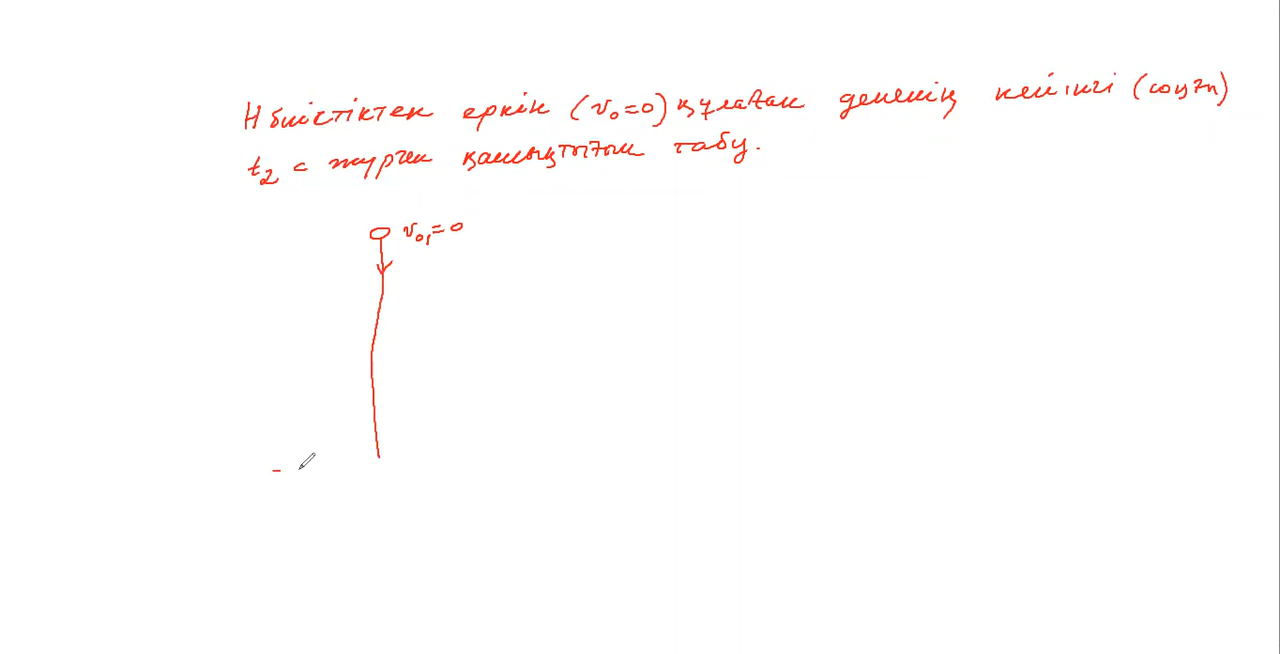 H биіктіктен еркін (v₀=0) құлаған дененің кейінгі (соңғы)
t₂ с жүрген қашықтығын табу.
v₀₁=0